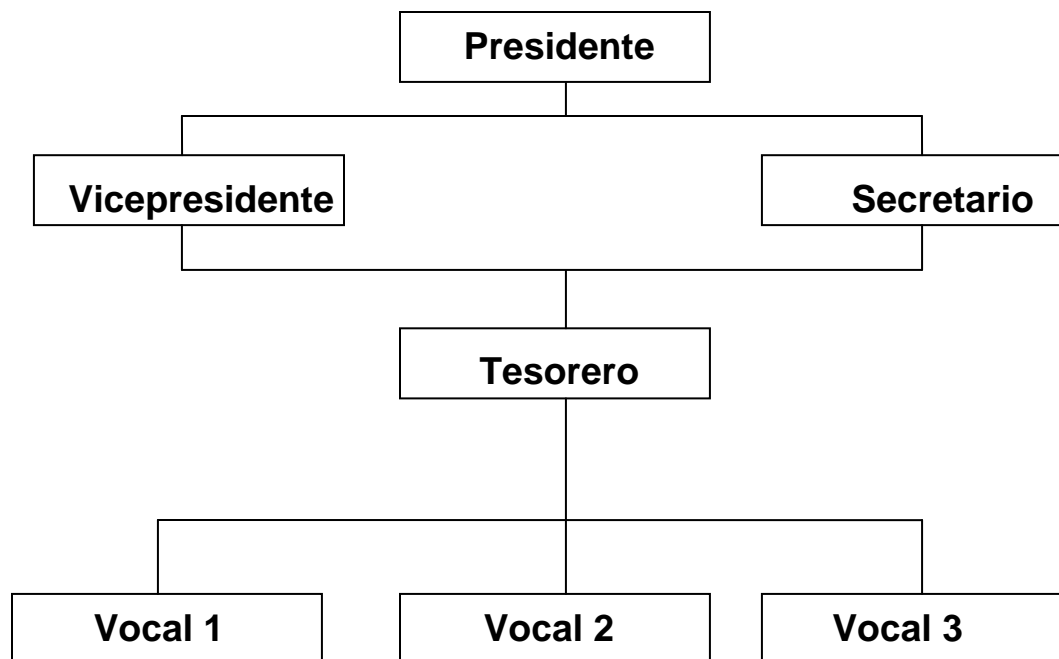 Presidente
Vicepresidente
Secretario
Tesorero
Vocal 1
Vocal 2
Vocal 3